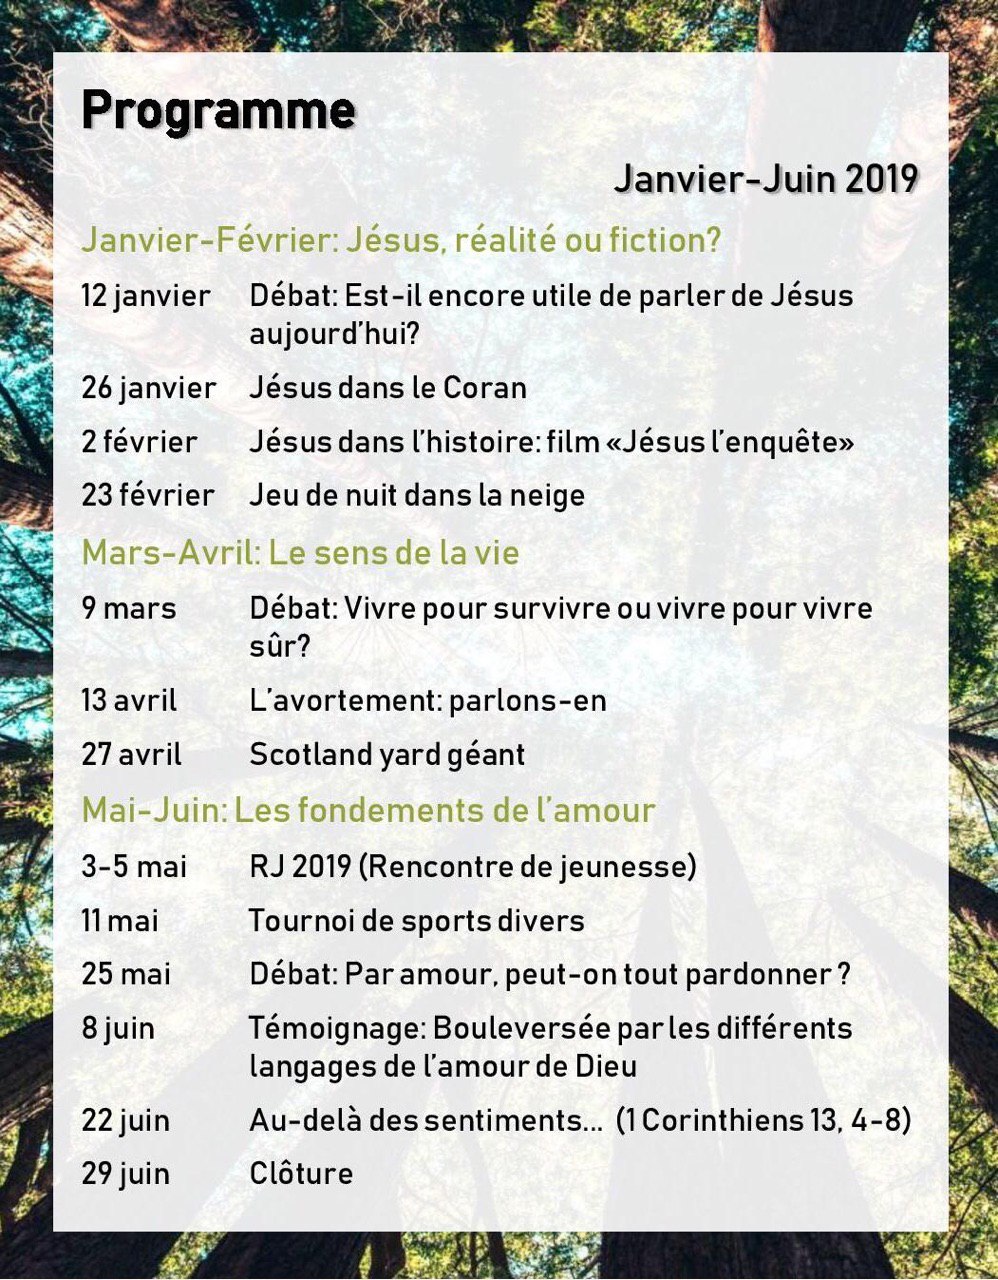 Programme
Janvier-Juin 2019
Janvier-Février: Jésus, réalité ou fiction?
12 janvier Débat: Est-il encore utile de parler de Jésus
aujourd'hui?
26 janvier Jésus dans le Coran
2 février Jésus dans l'histoire: film «Jésus l'enquête»
23 février Jeu de nuit dans la neige
Mars-Avril: Le sens de la vie
9 mars Débat: Vivre pour survivre ou vivre pour vivre
sûr?
13 avril L'avortement: parlons-en
27 avril Scotland yard géant
Mai-Juin: Les fondements de l'amour
3-5 mai RJ 2019 (Rencontre de jeunesse)
11 mai Tournoi de sports divers
25 mai Débat: Par amour, peut-on tout pardonner ?
8 juin Témoignage: Bouleversée par les différents
langages de l'amour de Dieu
22 juin Au-delà des sentiments... (1 Corinthiens 13, 4-8)
29 juin Clôture